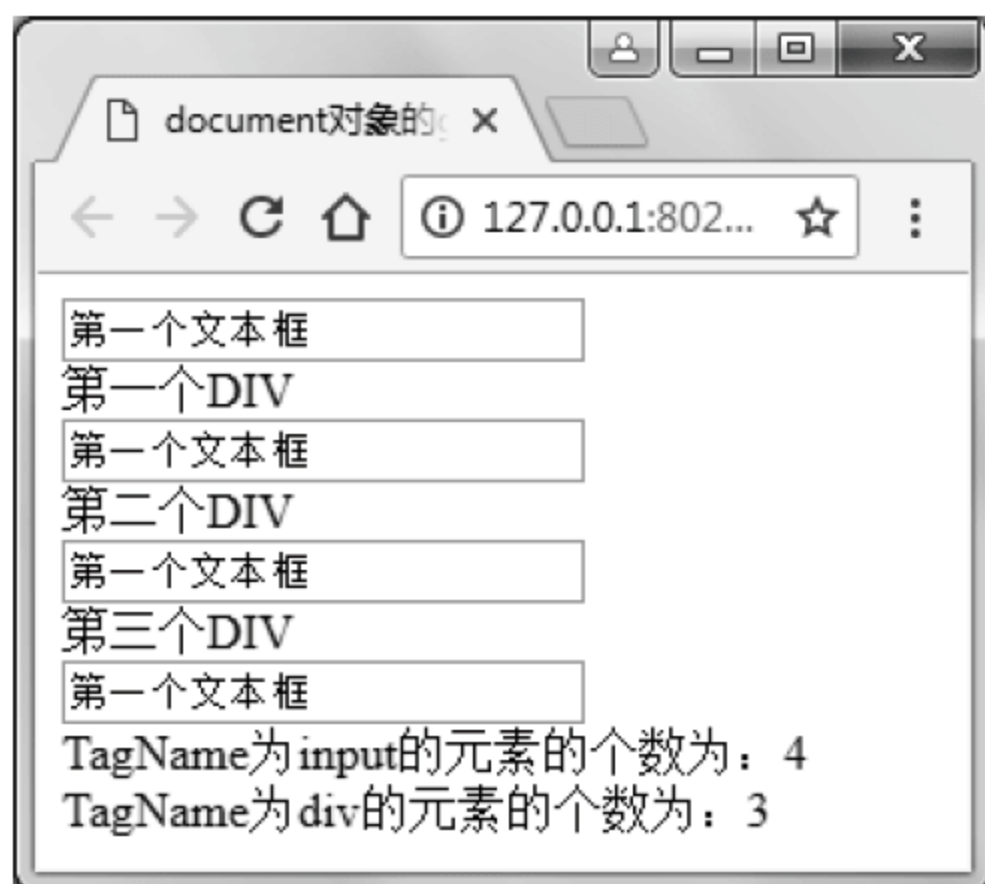 document对象的
127.0.0.1:802...
第一个文本框
第一个DIV
第一个文本框
第二个DIV
第一个文本框
第三个DIV
第一个文本框
TagName为input的元素的个数为：4
TagName为div的元素的个数为：3